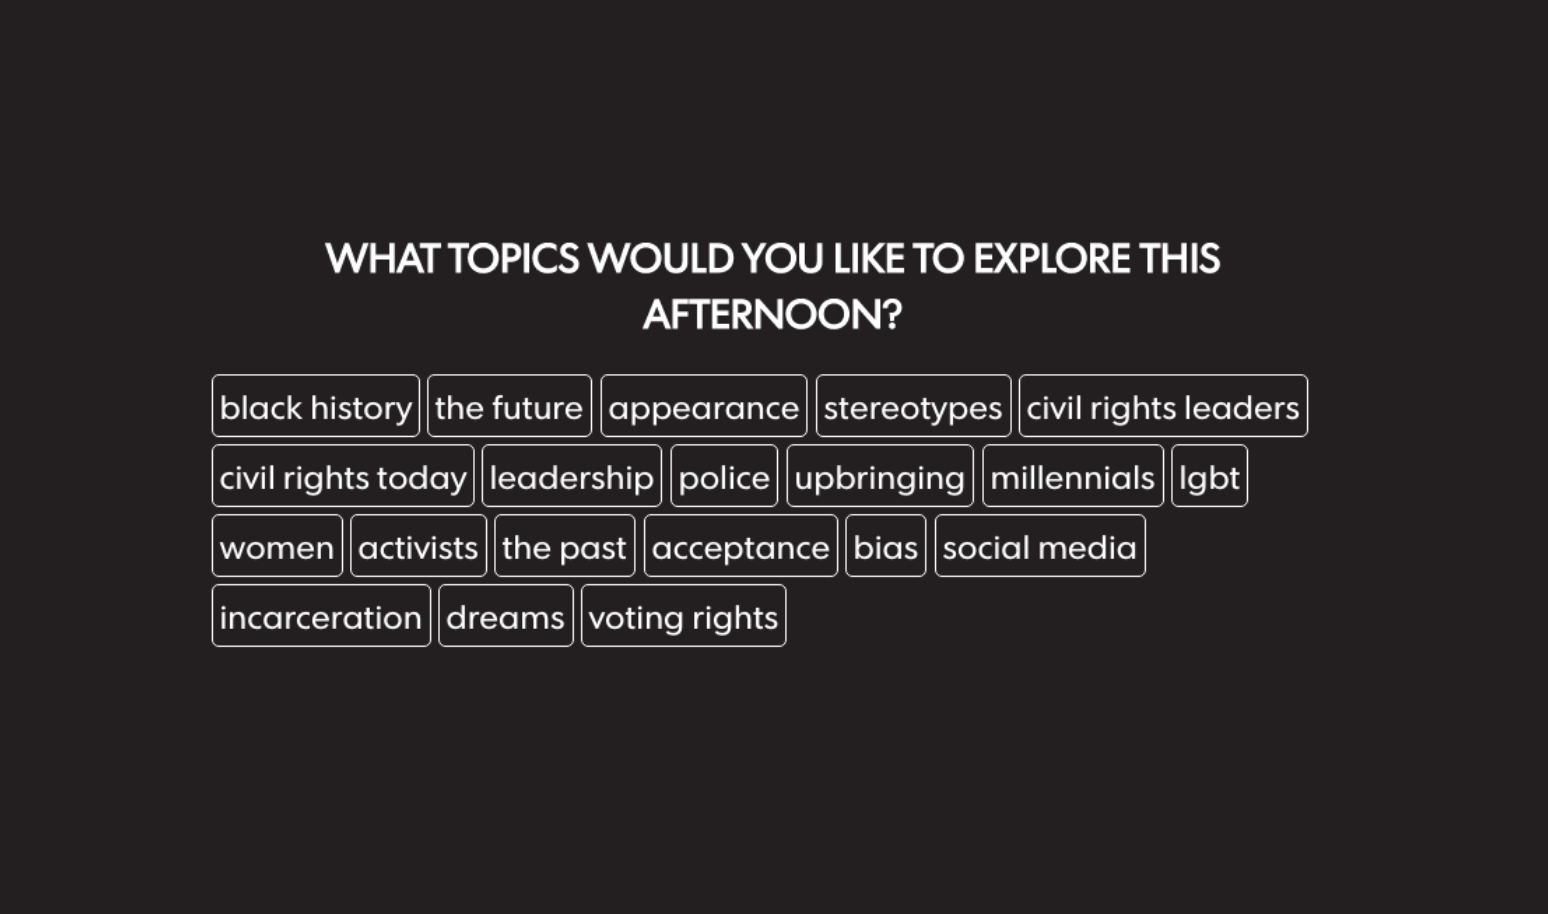 WHAT TOPICS WOULD YOU LIKE TO EXPLORE THIS
AFTERNOON?
black history the future appearance stereotypes civil rights leaders
civil rights today leadership police upbringing millennials lgbt
women activists the past acceptance bias social media
incarceration dreams voting rights